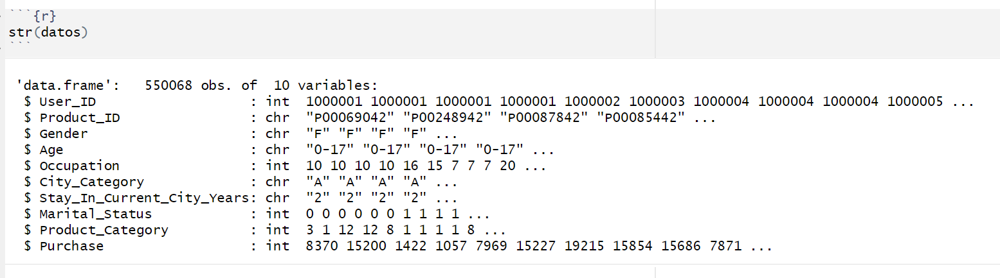 ```{r}
str(datos)
```
'data.frame':   550068 obs. of  10 variables:
 $ User_ID                   : int  1000001 1000001 1000001 1000001 1000002 1000003 1000004 1000004 1000004 1000005 ...
 $ Product_ID                : chr  "P00069042" "P00248942" "P00087842" "P00085442" ...
 $ Gender                    : chr  "F" "F" "F" "F" ...
 $ Age                       : chr  "0-17" "0-17" "0-17" "0-17" ...
 $ Occupation                : int  10 10 10 10 16 15 7 7 7 20 ...
 $ City_Category             : chr  "A" "A" "A" "A" ...
 $ Stay_In_Current_City_Years: chr  "2" "2" "2" "2" ...
 $ Marital_Status            : int  0 0 0 0 0 0 1 1 1 1 ...
 $ Product_Category          : int  3 1 12 12 8 1 1 1 1 8 ...
 $ Purchase                  : int  8370 15200 1422 1057 7969 15227 19215 15854 15686 7871 ...